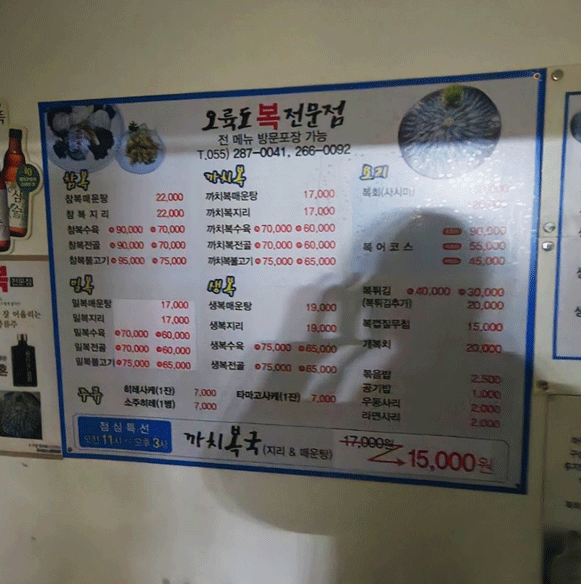 오륙도 복 전문점
전 메뉴 방문포장 가능
T.055) 287-0041, 266-0092
참복
참복매운탕 22,000
참복지리 22,000
참복수육 90,000 70,000
참복전골 90,000 70,000
참복불고기 95,000 75,000
까치복
까치복매운탕 17,000
까치복지리 17,000
까치복수육 70,000 60,000
까치복전골 70,000 60,000
까치복불고기 75,000 65,000
요리
복회(사시미)
90,000
복어코스 55,000
45,000
밀복
밀복매운탕 17,000
밀복지리 17,000
밀복수육 70,000 60,000
밀복전골 70,000 60,000
밀복불고기 75,000 65,000
생복
생복매운탕 19,000
생복지리 19,000
생복수육 75,000 65,000
생복전골 75,000 65,000
복튀김 40,000 30,000
(복튀김추가) 20,000
복껍질무침 15,000
개복치 20,000
볶음밥 2,500
공기밥 1,000
우동사리 2,000
라면사리 2,000
주류
히레사케(1잔) 7,000
소주히레(1병) 7,000
타마고사케(1잔) 7,000
점심특선
오전 11시 ~ 오후 3시
까치복국 (지리 & 매운탕) 17,000원 15,000원